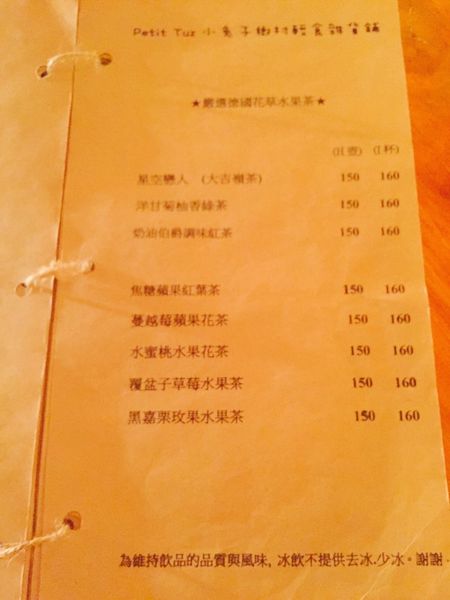 Petit Tuz 小兔子鄉村輕食雜貨鋪
★嚴選德國花草水果茶★
(H壺) (I杯)
星空戀人 (大吉嶺茶) 150 160
洋甘菊柚香綠茶 150 160
奶油伯爵調味紅茶 150 160
焦糖蘋果紅葉茶 150 160
蔓越莓蘋果花茶 150 160
水蜜桃水果花茶 150 160
覆盆子草莓水果茶 150 160
黑嘉栗玫果水果茶 150 160
為維持飲品的品質與風味, 冰飲不提供去冰.少冰。謝謝.